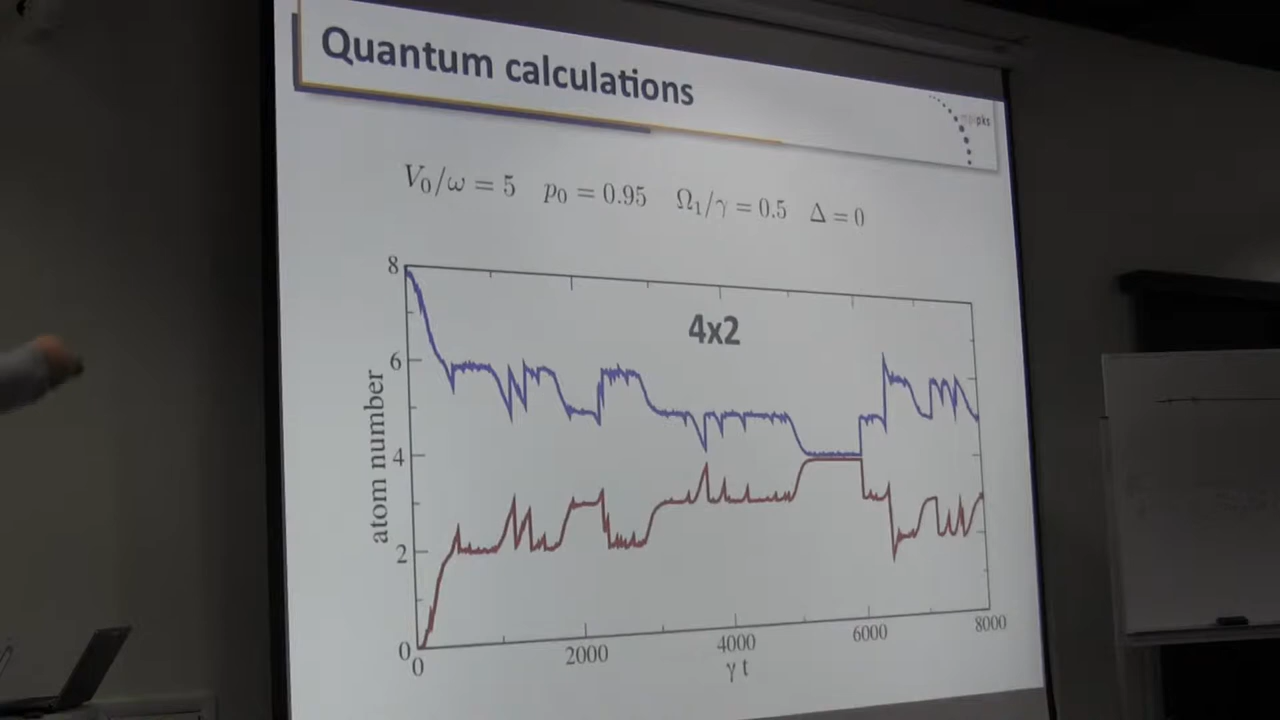 Quantum calculations
pks
V₀/ω = 5 p₀ = 0.95 Ω₁/γ = 0.5 Δ = 0
4x2
8
6
4
2
0
atom number
0 2000 4000 6000 8000
γ t